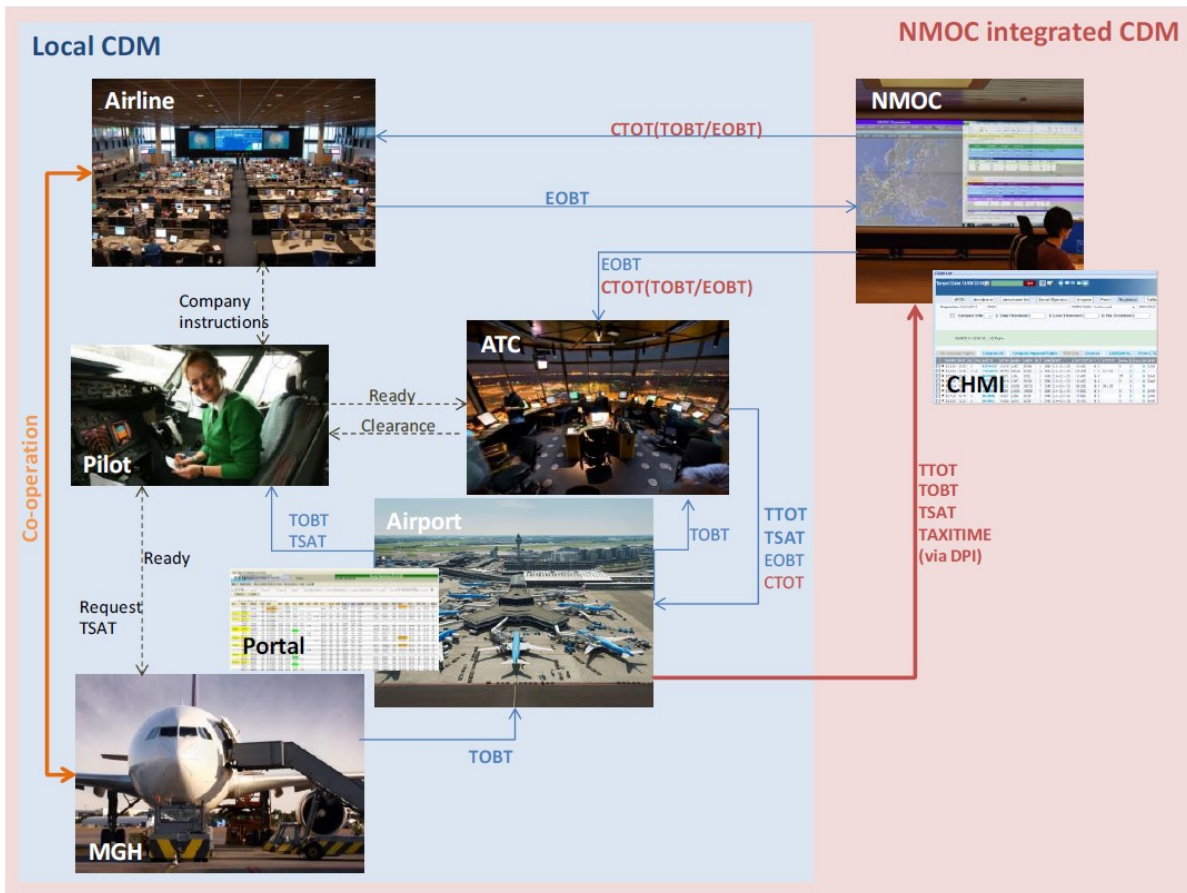 Local CDM
NMOC integrated CDM
Airline
NMOC
CTOT(TOBT/EOBT)
EOBT
EOBT
CTOT(TOBT/EOBT)
Company
instructions
ATC
CHMI
Ready
Clearance
Pilot
Co-operation
TOBT
TSAT
Airport
TOBT
TTOT
TSAT
EOBT
CTOT
TTOT
TOBT
TSAT
TAXITIME
(via DPI)
Ready
Request
TSAT
Portal
TOBT
MGH